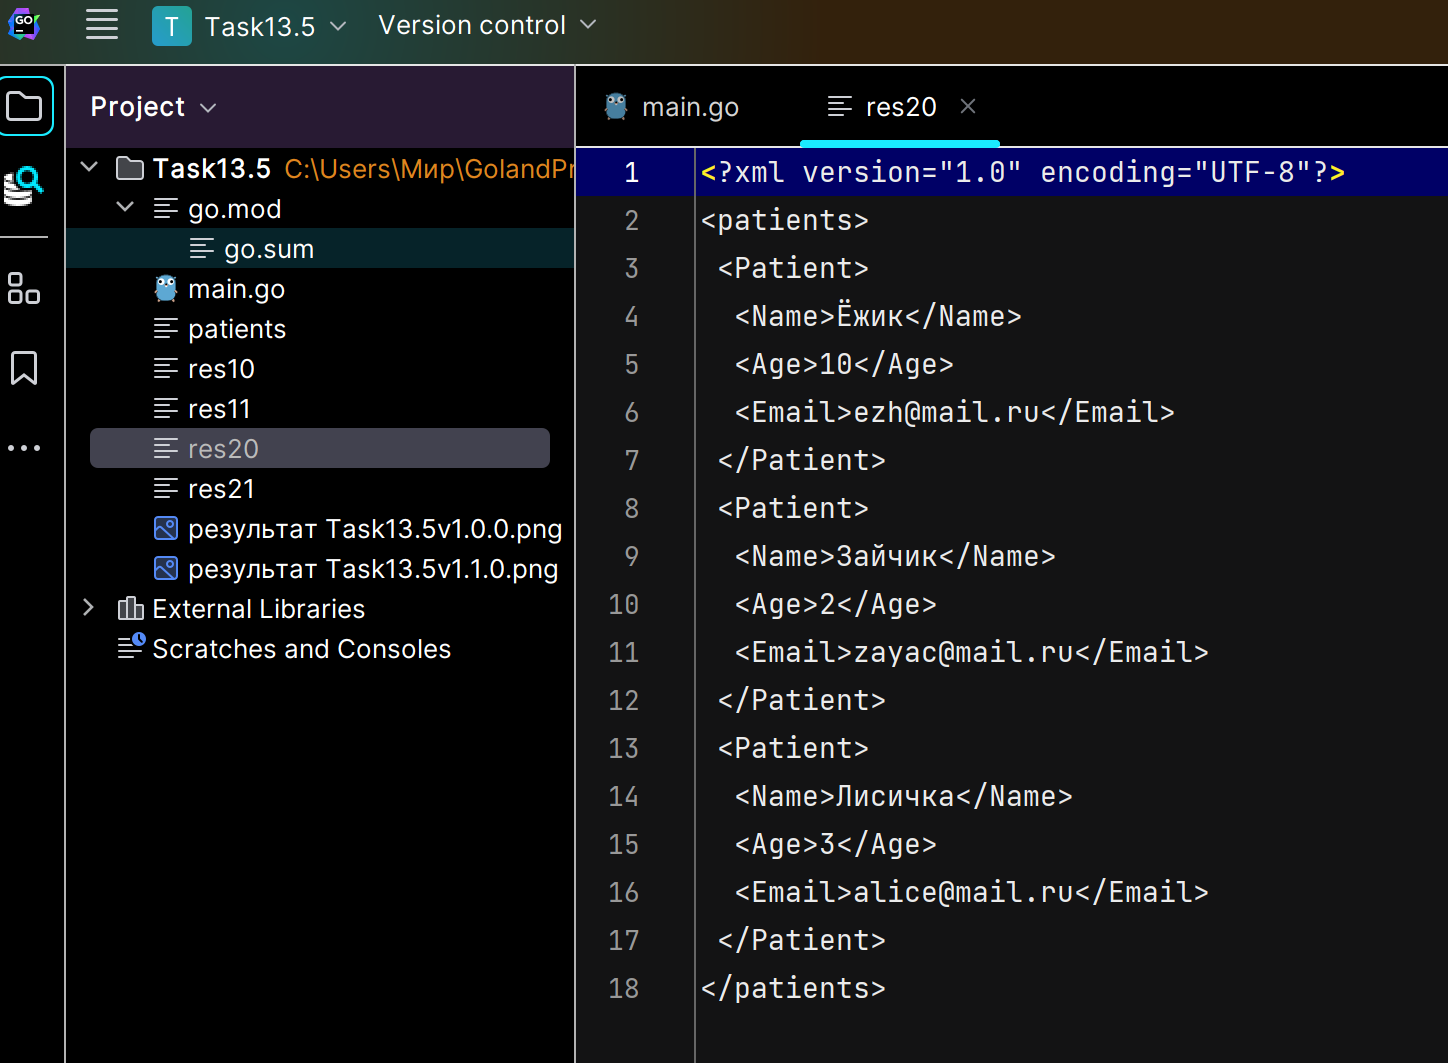 GO
T Task13.5 Version control
Project
main.go
res20
Task13.5 C:\Users\Мир\GolandPr
go.mod
go.sum
main.go
patients
res10
res11
res20
res21
результат Task13.5v1.0.0.png
результат Task13.5v1.1.0.png
External Libraries
Scratches and Consoles
1 <?xml version="1.0" encoding="UTF-8"?>
2 <patients>
3 <Patient>
4 <Name>Ёжик</Name>
5 <Age>10</Age>
6 <Email>ezh@mail.ru</Email>
7 </Patient>
8 <Patient>
9 <Name>Зайчик</Name>
10 <Age>2</Age>
11 <Email>zayac@mail.ru</Email>
12 </Patient>
13 <Patient>
14 <Name>Лисичка</Name>
15 <Age>3</Age>
16 <Email>alice@mail.ru</Email>
17 </Patient>
18 </patients>